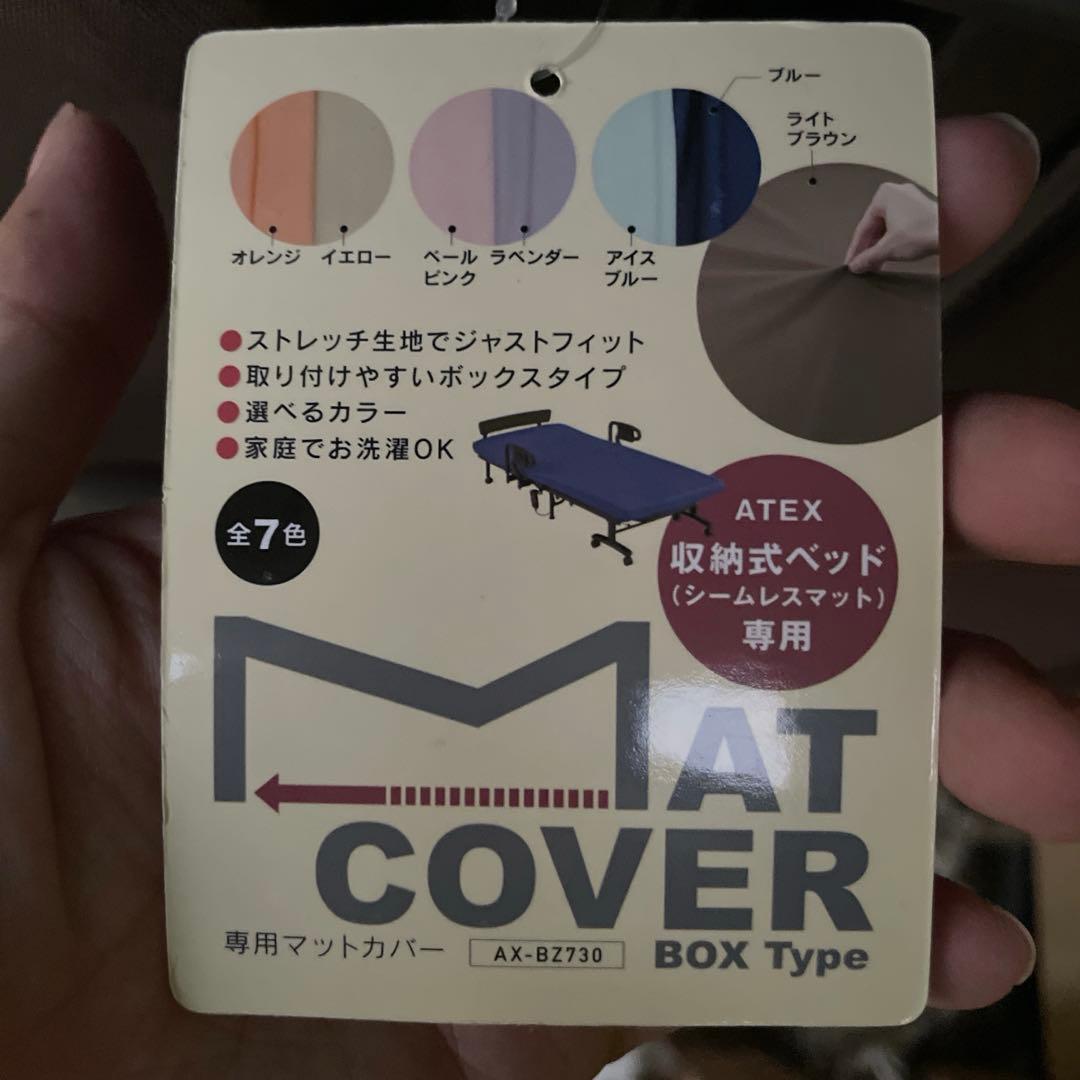 ブルー
ライト
ブラウン
オレンジ イエロー ペール ラベンダー アイス
ピンク ブルー
●ストレッチ生地でジャストフィット
●取り付けやすいボックスタイプ
●選べるカラー
●家庭でお洗濯OK
全7色
ATEX
収納式ベッド
(シームレスマット)
専用
MAT
COVER
専用マットカバー AX-BZ730 BOX Type